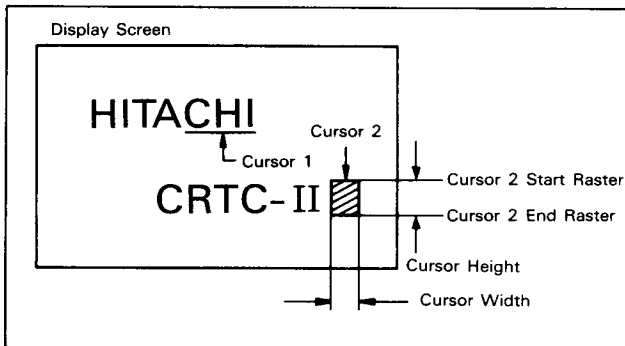 Display Screen
HITACHI
Cursor 2
Cursor 1
Cursor 2 Start Raster
CRTC-II
Cursor 2 End Raster
Cursor Height
Cursor Width